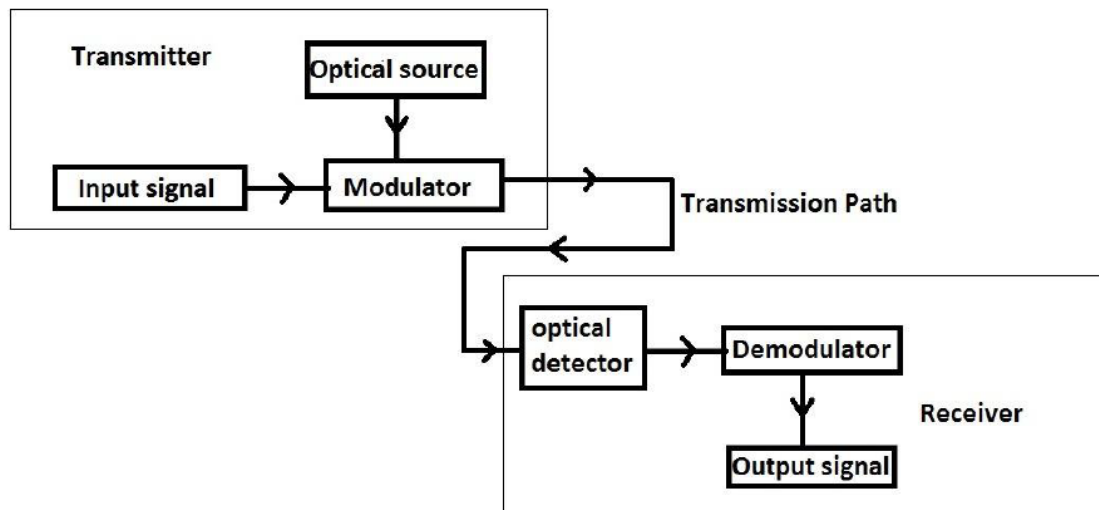 Transmitter
Optical source
Input signal
Modulator
Transmission Path
optical
detector
Demodulator
Receiver
Output signal